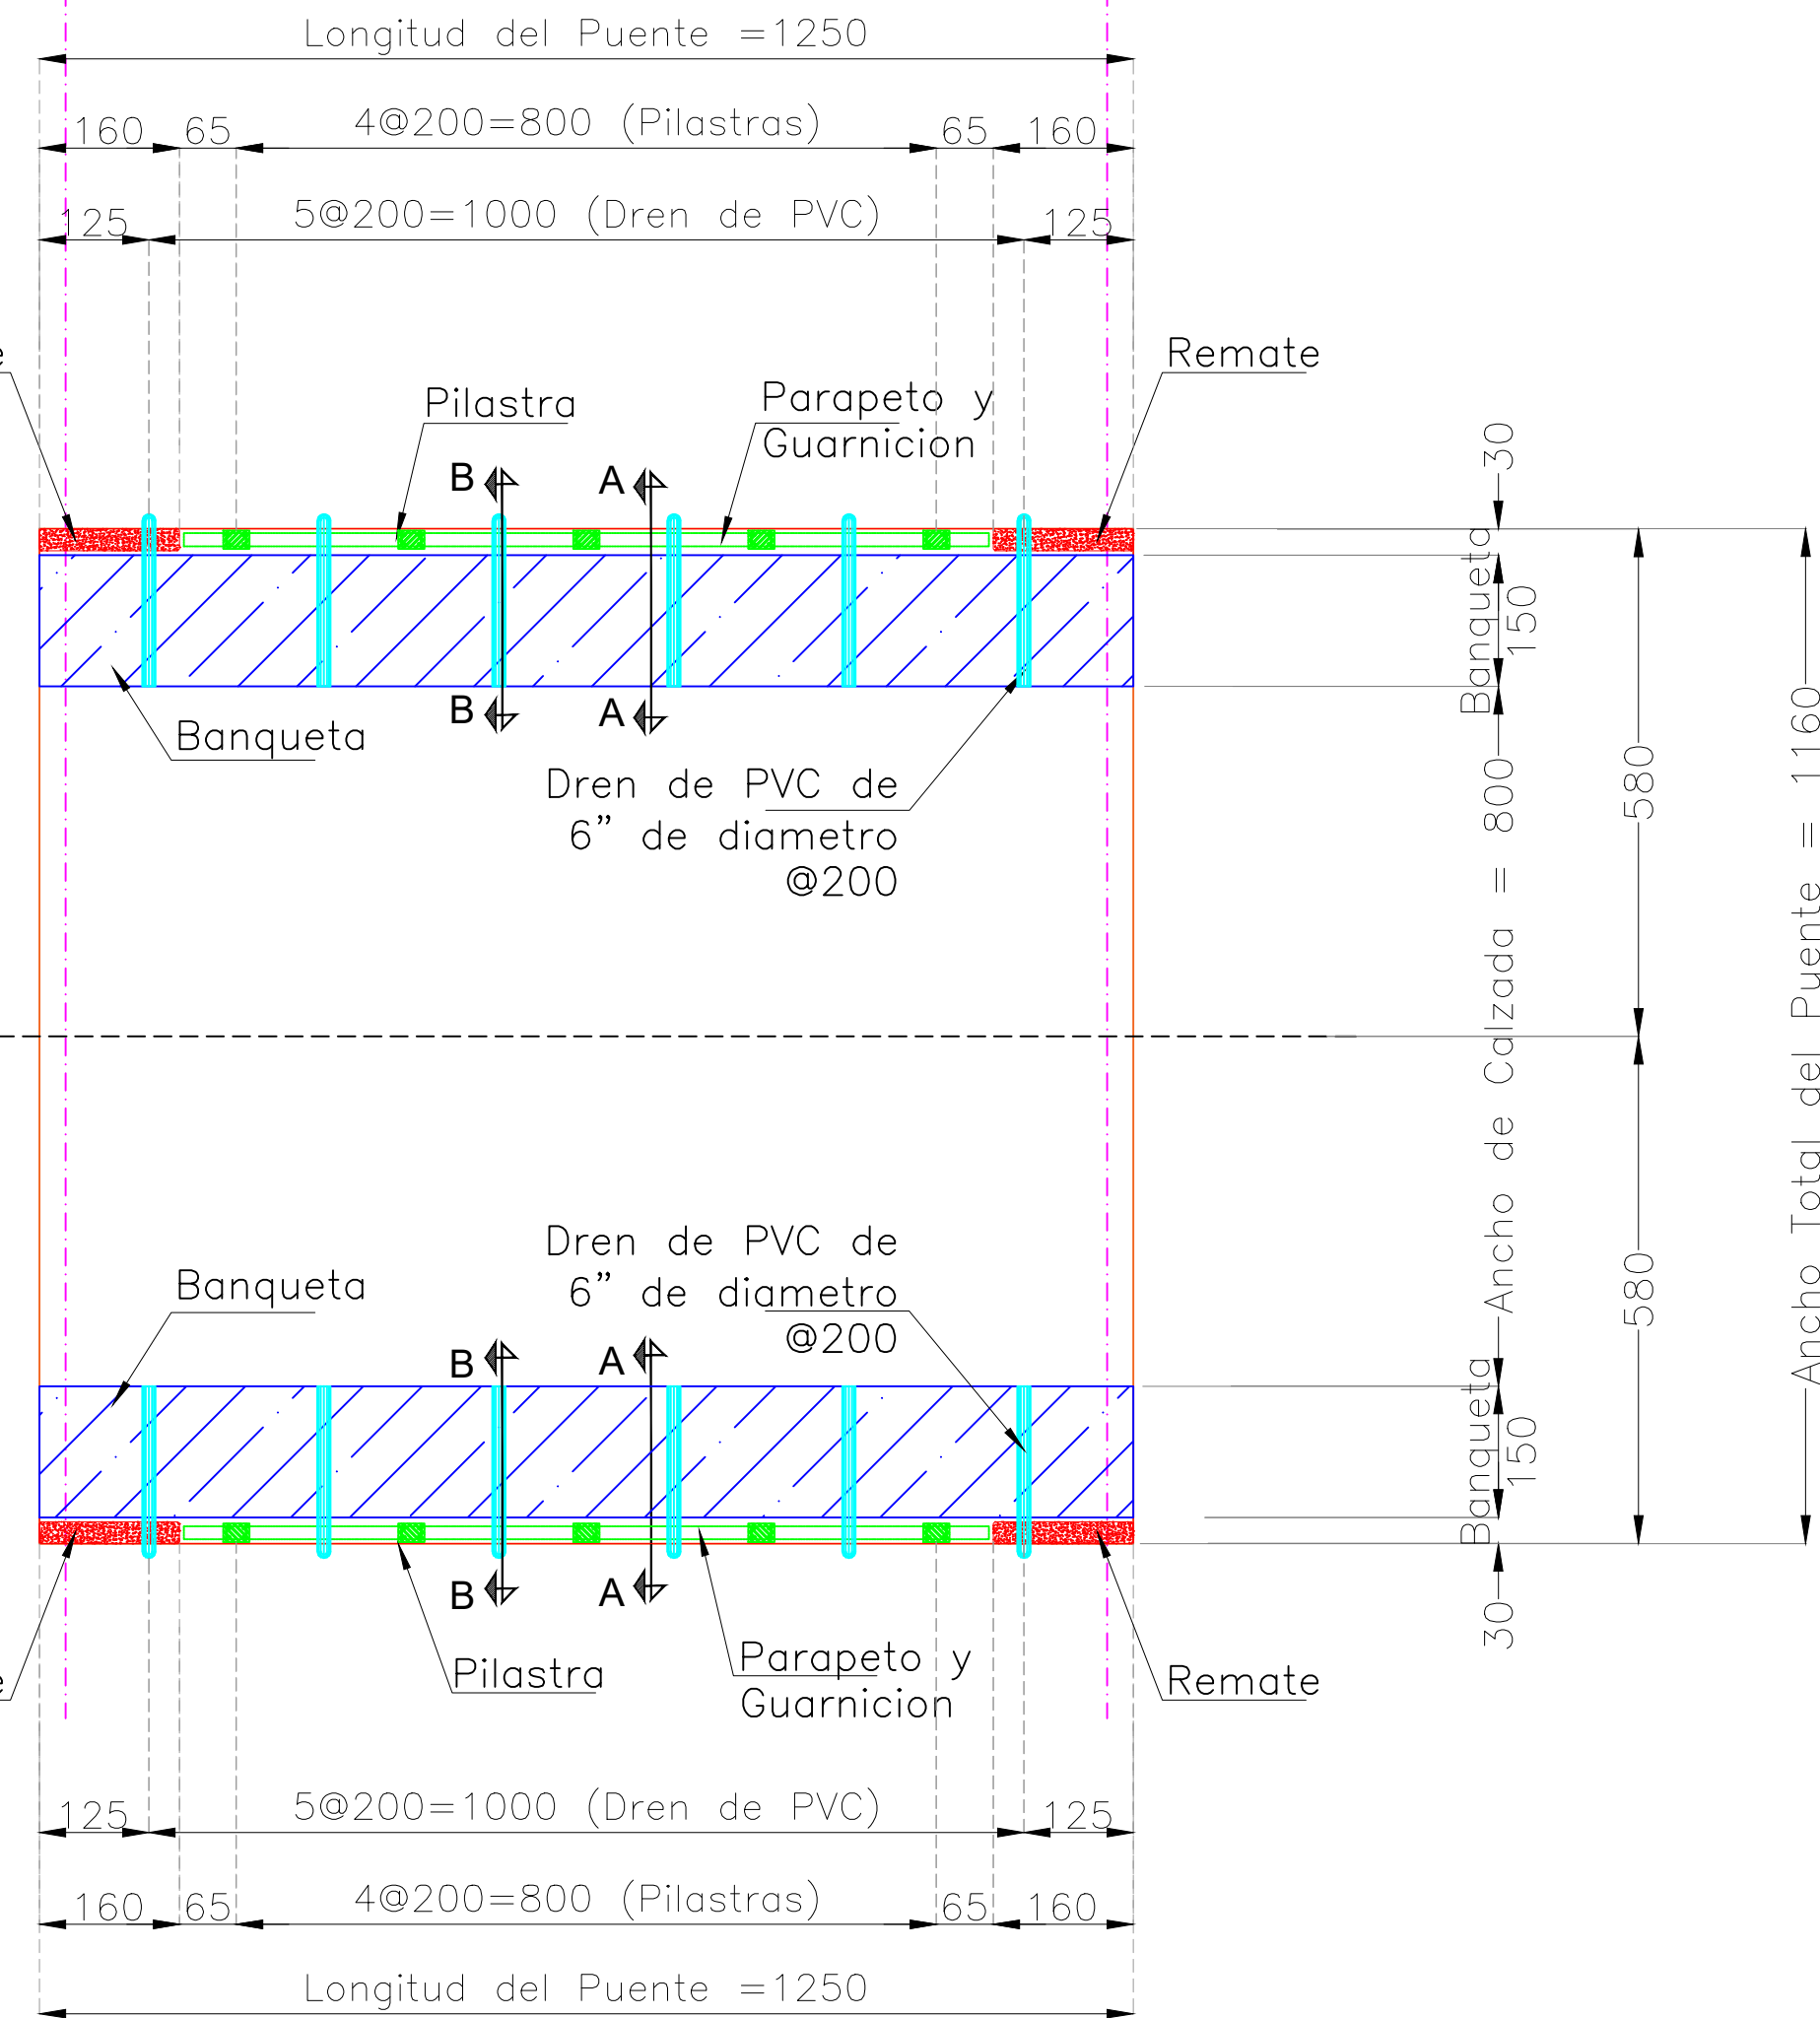 Longitud del Puente =1250
160 65 4@200=800 (Pilastras) 65 160
125 5@200=1000 (Dren de PVC) 125
Remate
Pilastra
Parapeto y
Guarnicion
B A
30
Banqueta
150
B A
Banqueta
Dren de PVC de
6” de diametro
@200
580
Ancho de Calzada = 800
Ancho Total del Puente = 1160
580
Dren de PVC de
6” de diametro
@200
Banqueta
B A
Banqueta
150
30
B A
Pilastra
Parapeto y
Guarnicion
Remate
125 5@200=1000 (Dren de PVC) 125
160 65 4@200=800 (Pilastras) 65 160
Longitud del Puente =1250